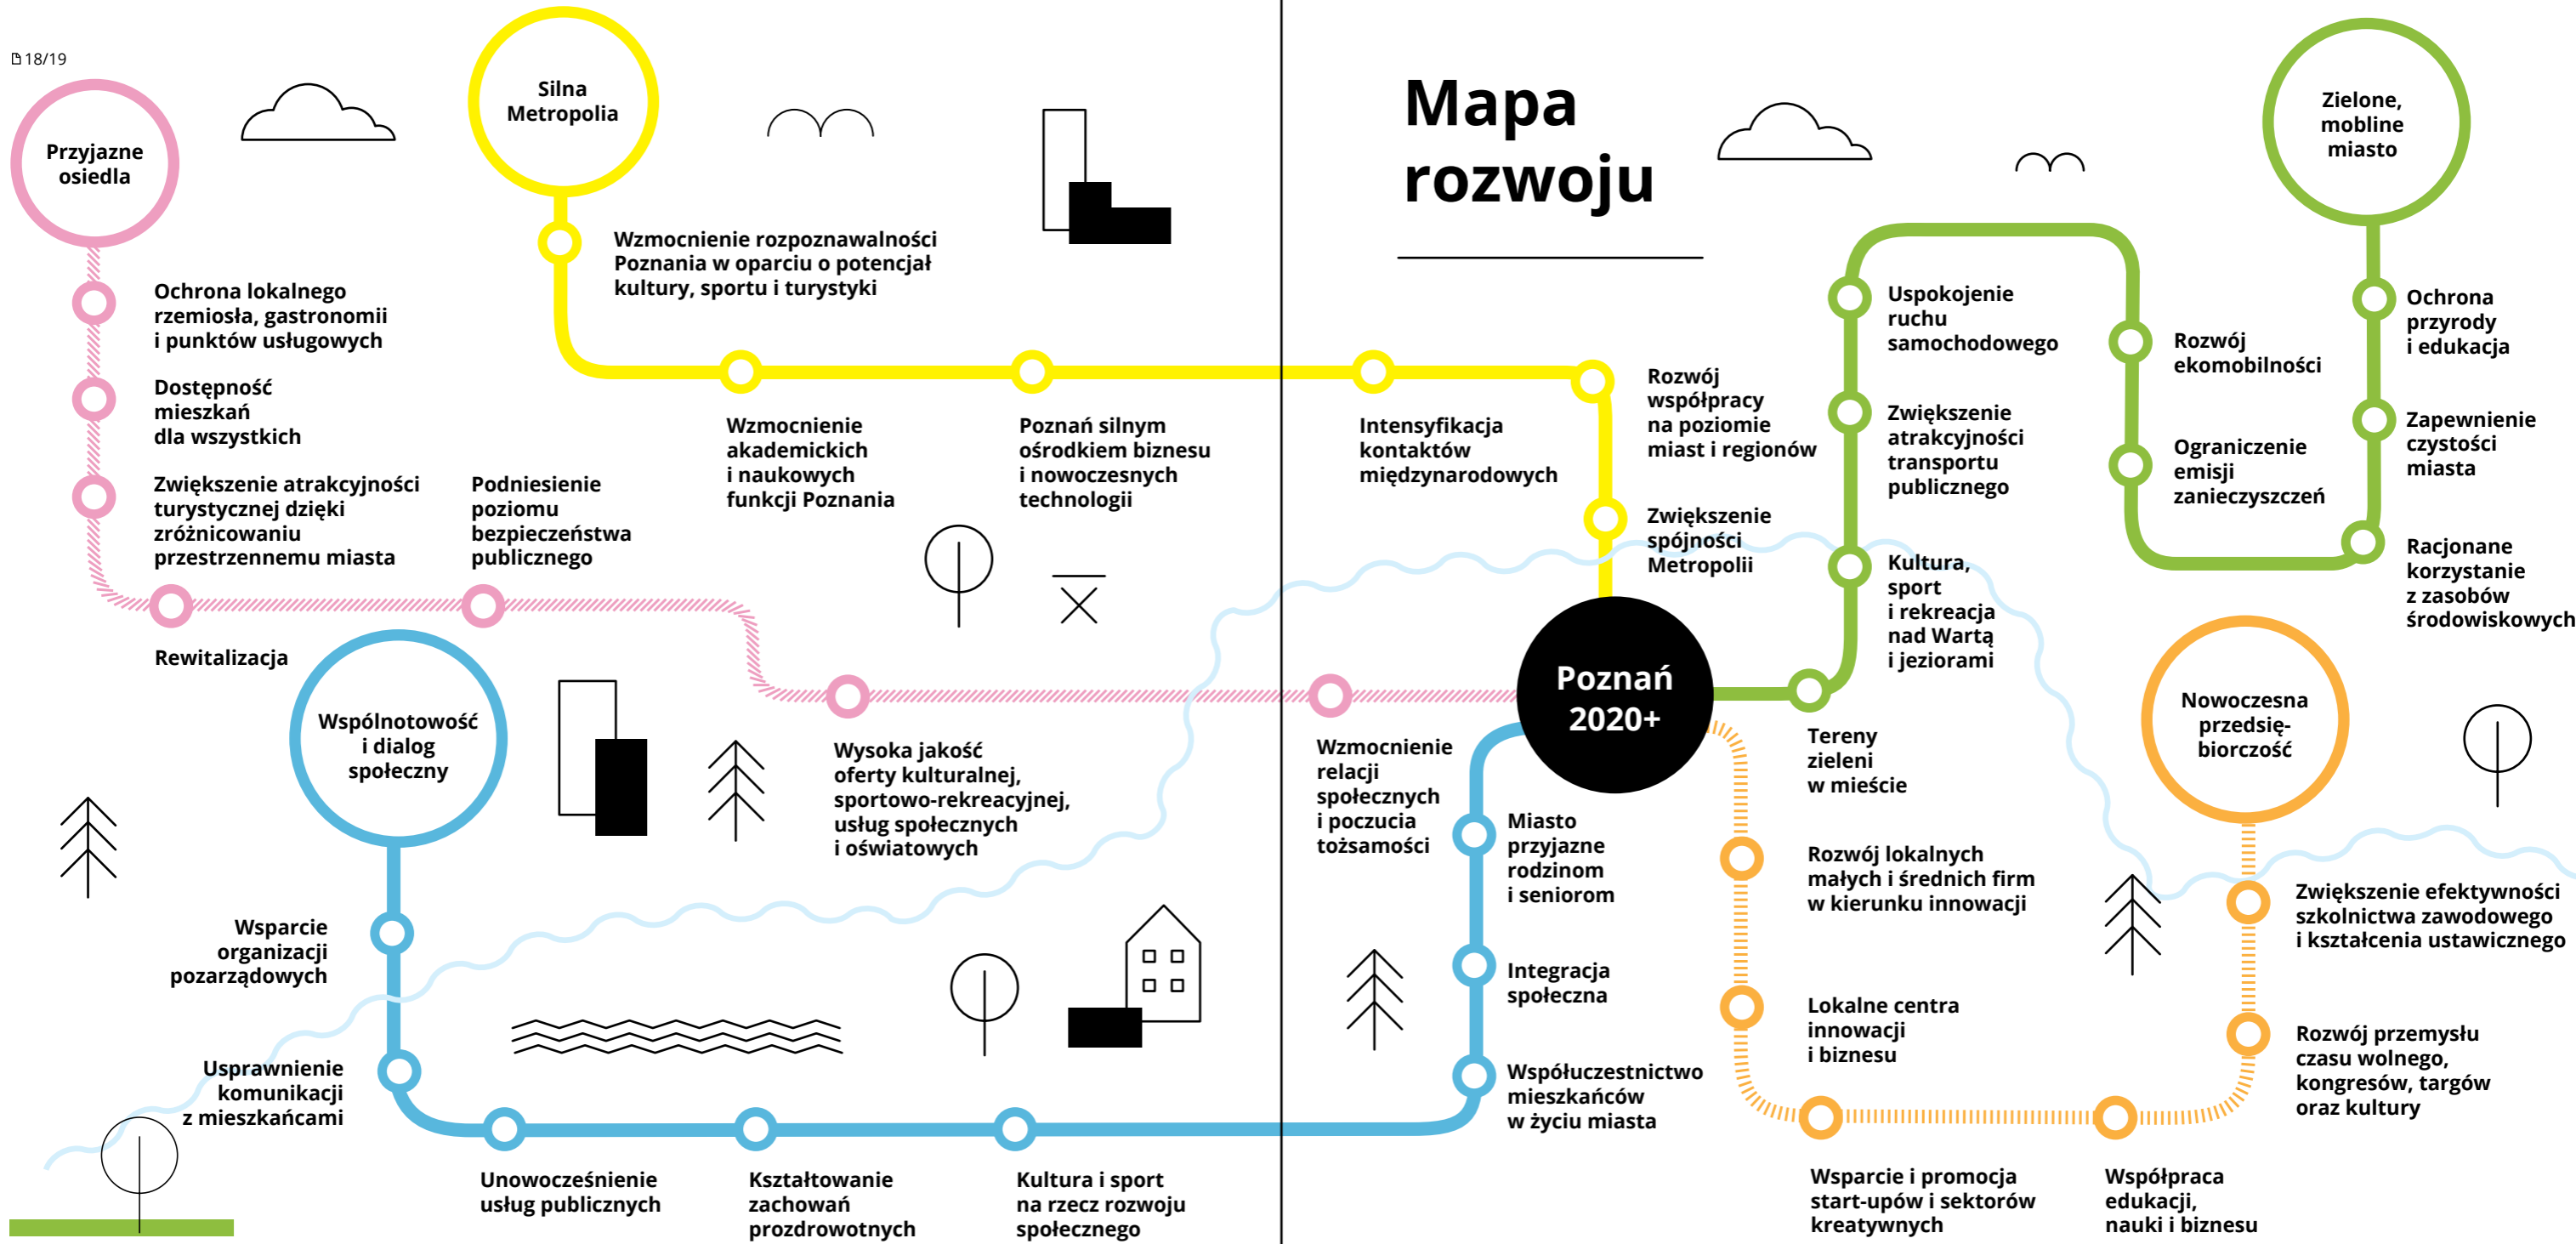 18/19
Przyjazne
osiedla
Ochrona lokalnego
rzemiosła, gastronomii
i punktów usługowych
Dostępność
mieszkań
dla wszystkich
Zwiększenie atrakcyjności
turystycznej dzięki
zróżnicowaniu
przestrzennemu miasta
Rewitalizacja
Podniesienie
poziomu
bezpieczeństwa
publicznego
Wysoka jakość
oferty kulturalnej,
sportowo-rekreacyjnej,
usług społecznych
i oświatowych
Wzmocnienie
relacji
społecznych
i poczucia
tożsamości
Silna
Metropolia
Wzmocnienie rozpoznawalności
Poznania w oparciu o potencjał
kultury, sportu i turystyki
Wzmocnienie
akademickich
i naukowych
funkcji Poznania
Poznań silnym
ośrodkiem biznesu
i nowoczesnych
technologii
Intensyfikacja
kontaktów
międzynarodowych
Rozwój
współpracy
na poziomie
miast i regionów
Zwiększenie
spójności
Metropolii
Mapa
rozwoju
Poznań
2020+
Zielone,
mobline
miasto
Ochrona
przyrody
i edukacja
Zapewnienie
czystości
miasta
Racjonane
korzystanie
z zasobów
środowiskowych
Ograniczenie
emisji
zanieczyszczeń
Rozwój
ekomobilności
Uspokojenie
ruchu
samochodowego
Zwiększenie
atrakcyjności
transportu
publicznego
Kultura,
sport
i rekreacja
nad Wartą
i jeziorami
Tereny
zieleni
w mieście
Wspólnotowość
i dialog
społeczny
Wsparcie
organizacji
pozarządowych
Usprawnienie
komunikacji
z mieszkańcami
Unowocześnienie
usług publicznych
Kształtowanie
zachowań
prozdrowotnych
Kultura i sport
na rzecz rozwoju
społecznego
Współuczestnictwo
mieszkańców
w życiu miasta
Integracja
społeczna
Miasto
przyjazne
rodzinom
i seniorom
Nowoczesna
przedsię-
biorczość
Zwiększenie efektywności
szkolnictwa zawodowego
i kształcenia ustawicznego
Rozwój przemysłu
czasu wolnego,
kongresów, targów
oraz kultury
Współpraca
edukacji,
nauki i biznesu
Wsparcie i promocja
start-upów i sektorów
kreatywnych
Lokalne centra
innowacji
i biznesu
Rozwój lokalnych
małych i średnich firm
w kierunku innowacji